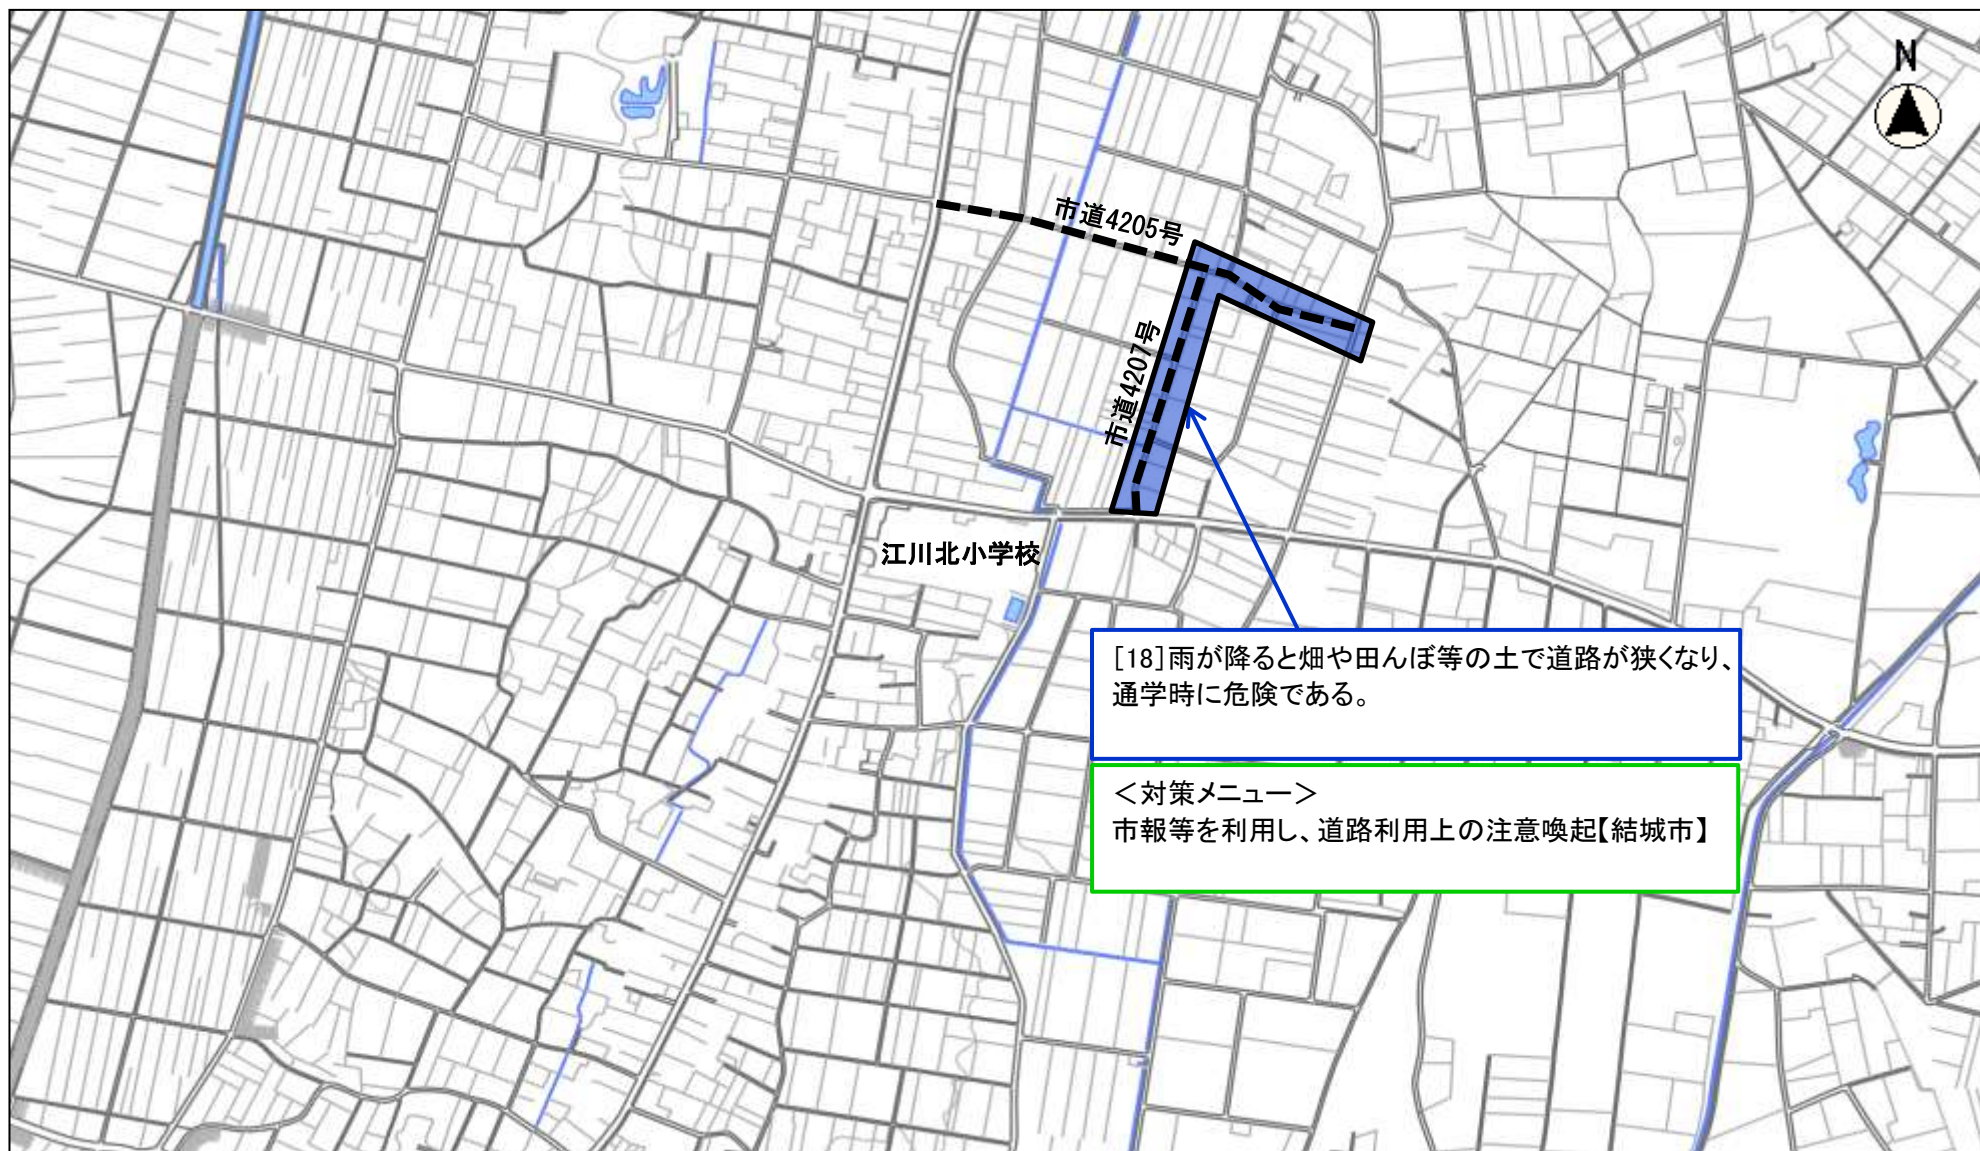 N
市道4205号
市道4207号
江川北小学校
[18]雨が降ると畑や田んぼ等の土で道路が狭くなり、
通学時に危険である。
＜対策メニュー＞
市報等を利用し、道路利用上の注意喚起【結城市】